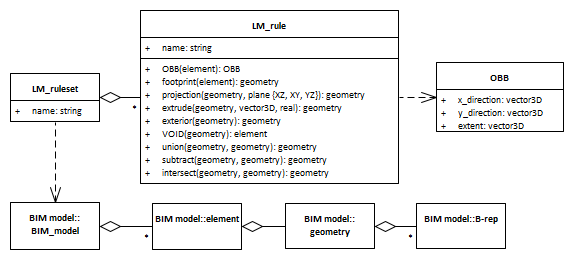 LM_rule
+ name: string
+ OBB(element): OBB
+ footprint(element): geometry
+ projection(geometry, plane {XZ, XY, YZ}): geometry
+ extrude(geometry, vector3D, real): geometry
+ exterior(geometry): geometry
+ VOID(geometry): element
+ union(geometry, geometry): geometry
+ subtract(geometry, geometry): geometry
+ intersect(geometry, geometry): geometry
LM_ruleset
+ name: string
*
OBB
+ x_direction: vector3D
+ y_direction: vector3D
+ extent: vector3D
BIM model::
BIM_model
*
BIM model::element
BIM model::
geometry
*
BIM model::B-rep